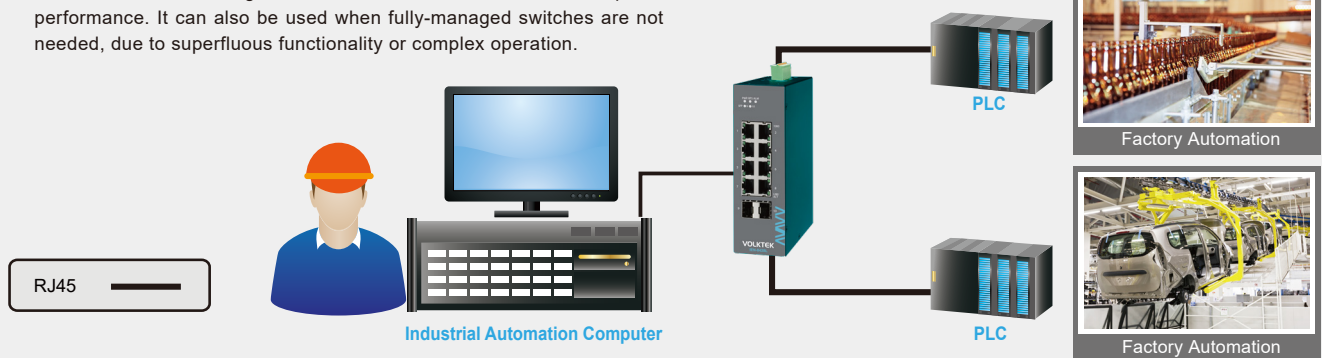 performance. It can also be used when fully-managed switches are not
needed, due to superfluous functionality or complex operation.
PLC
Factory Automation
VOLKTEK
RJ45
Industrial Automation Computer
PLC
Factory Automation